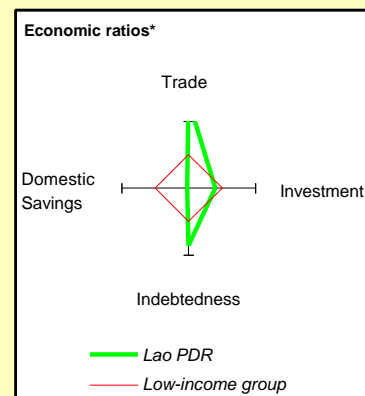 Economic ratios*
Trade
Domestic
Savings
Investment
Indebtedness
Lao PDR
Low-income group